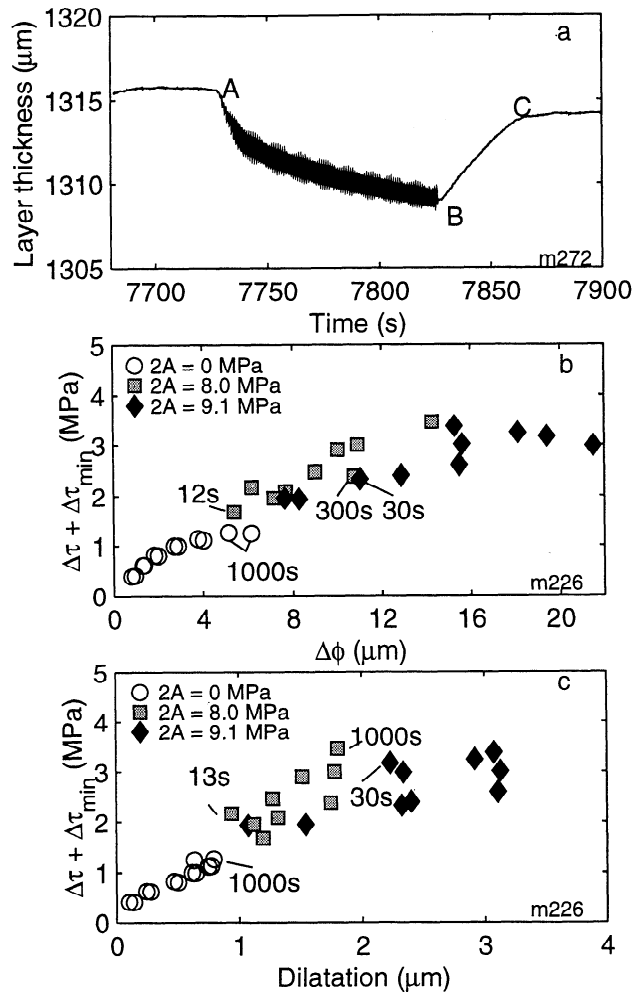 1320
1315
1310
1305
Layer thickness (μm)
a
A
B
C
m272
7700 7750 7800 7850 7900
Time (s)
5
4
3
2
1
0
Δτ + Δτmin (MPa)
2A = 0 MPa
2A = 8.0 MPa
2A = 9.1 MPa
b
12s
300s
30s
1000s
m226
0 4 8 12 16 20
Δϕ (μm)
5
4
3
2
1
0
Δτ + Δτmin (MPa)
2A = 0 MPa
2A = 8.0 MPa
2A = 9.1 MPa
c
1000s
13s
30s
1000s
m226
0 1 2 3 4
Dilatation (μm)